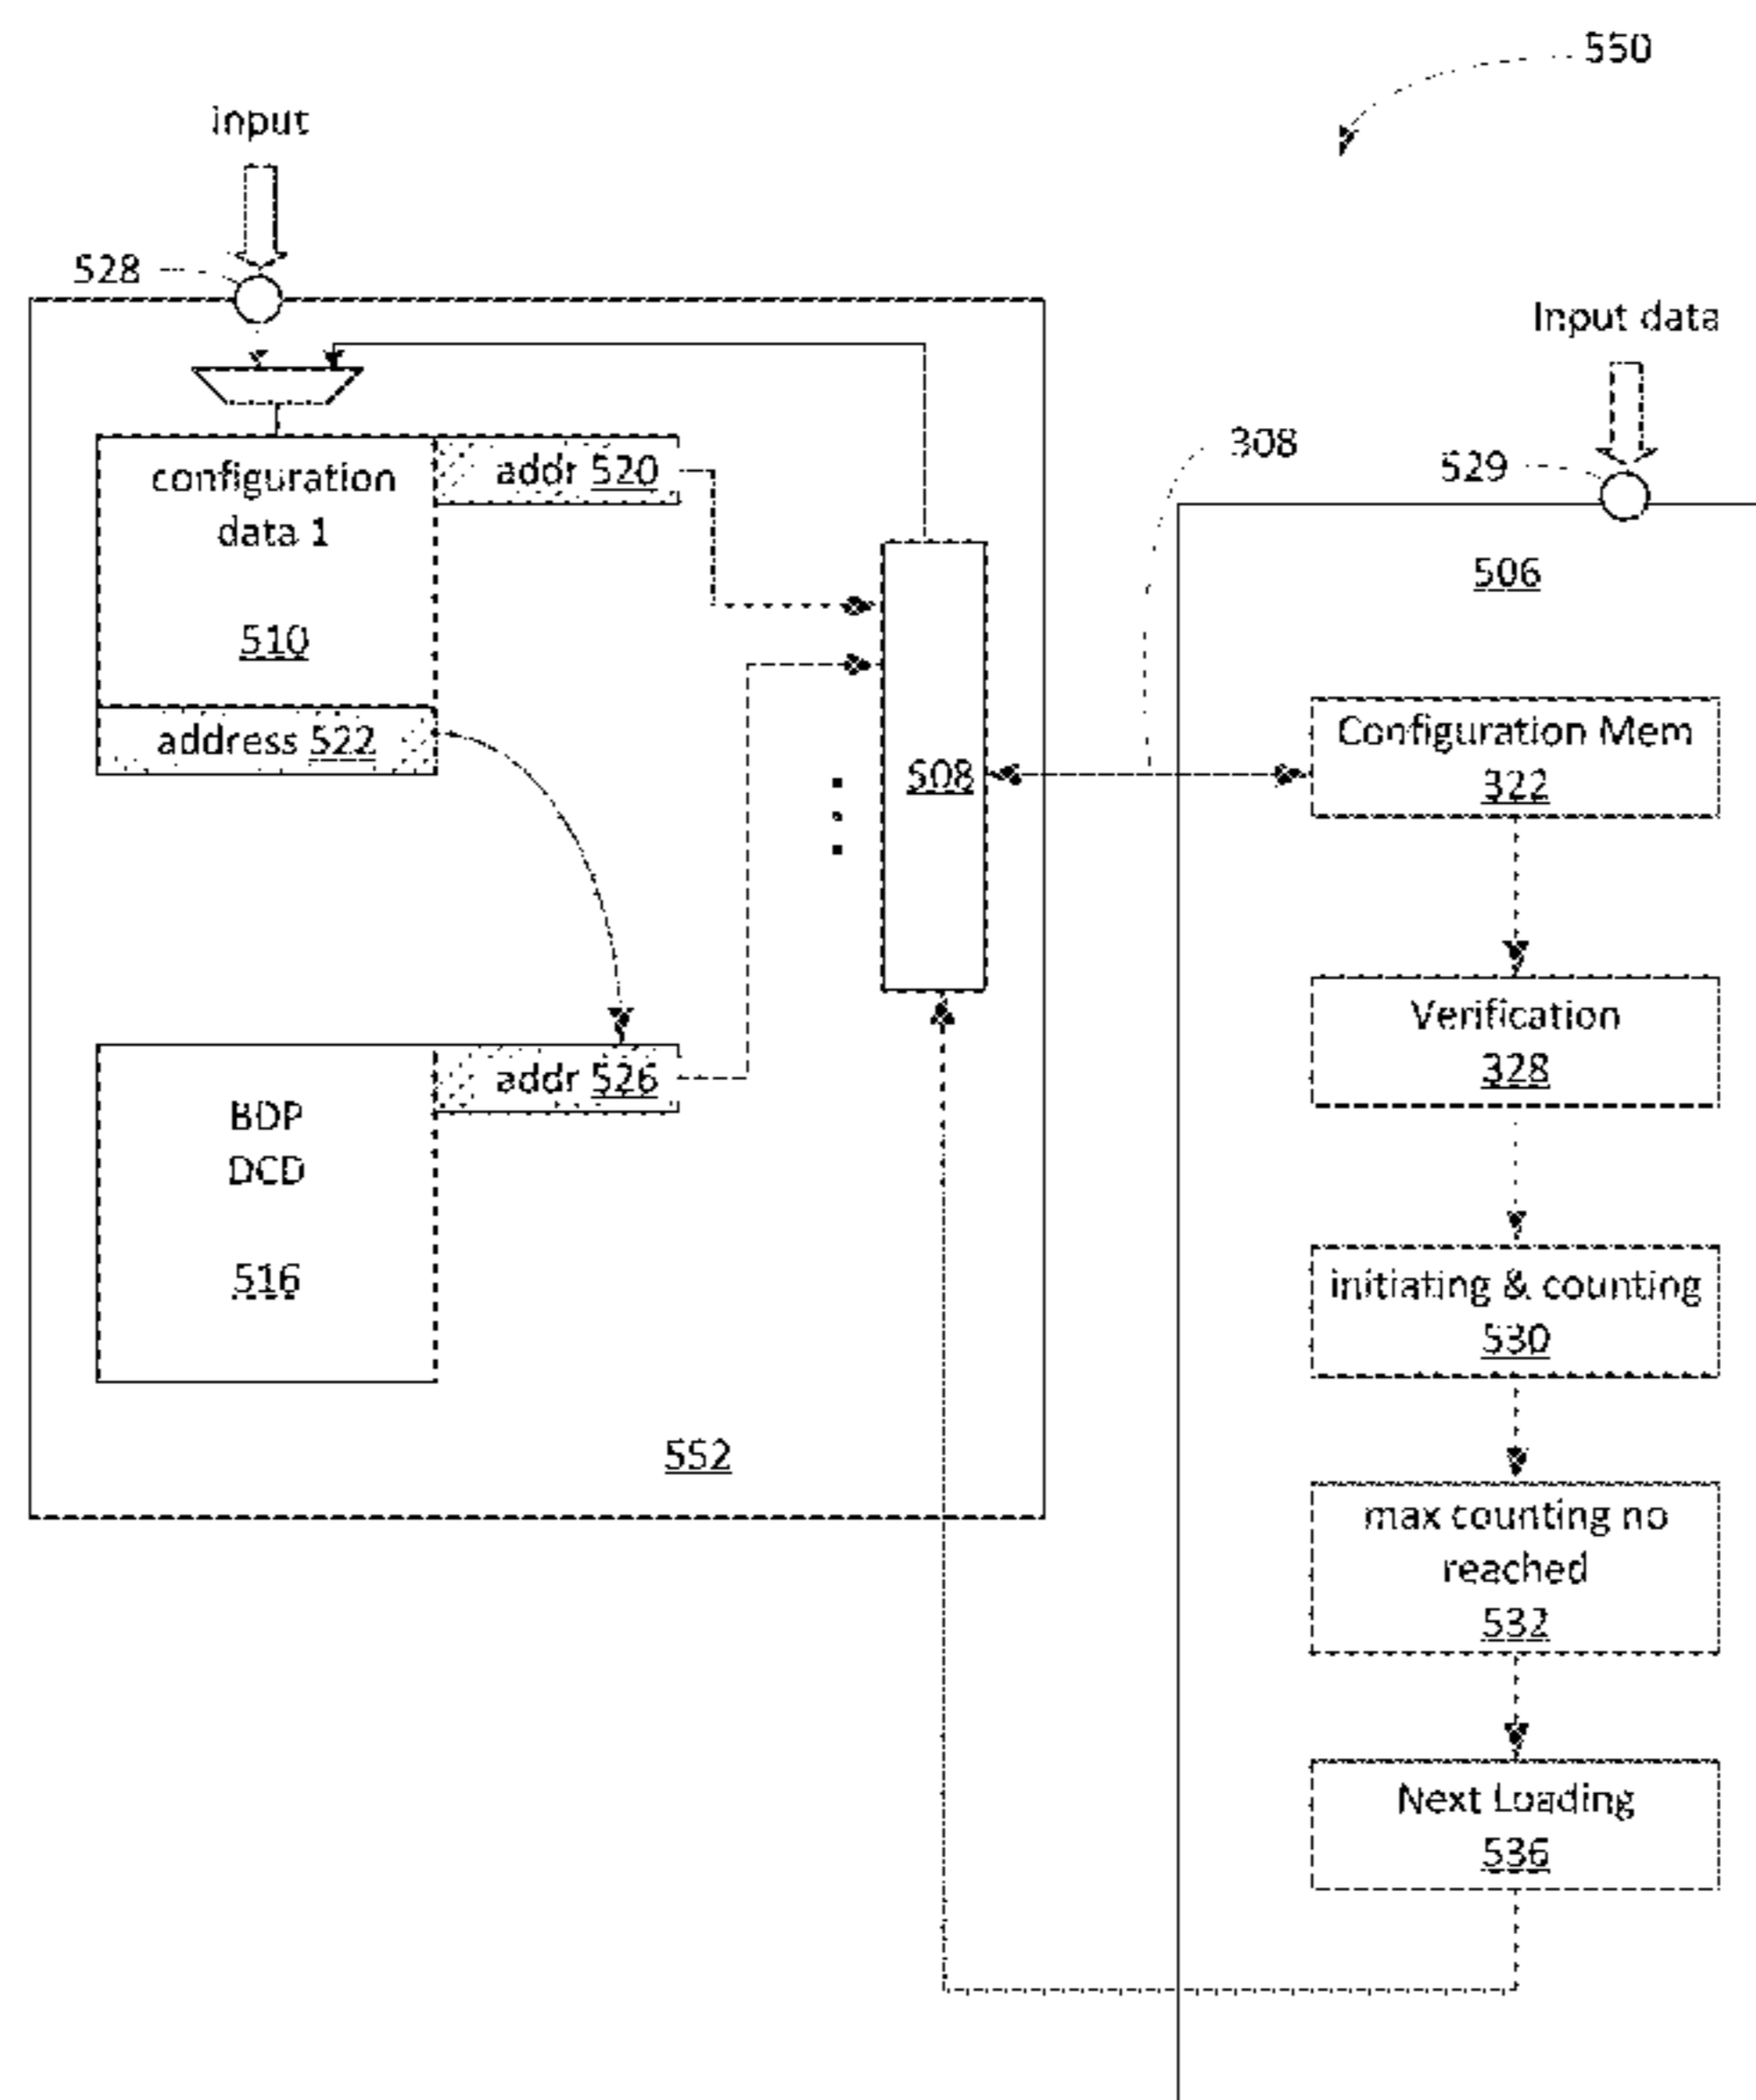 550
input
528
Input data
configuration
data 1
510
addr 520
308
529
506
address 522
508
Configuration Mem
322
Verification
328
addr 526
BDP
DCD
516
initiating & counting
530
552
max counting no
reached
532
Next Loading
536